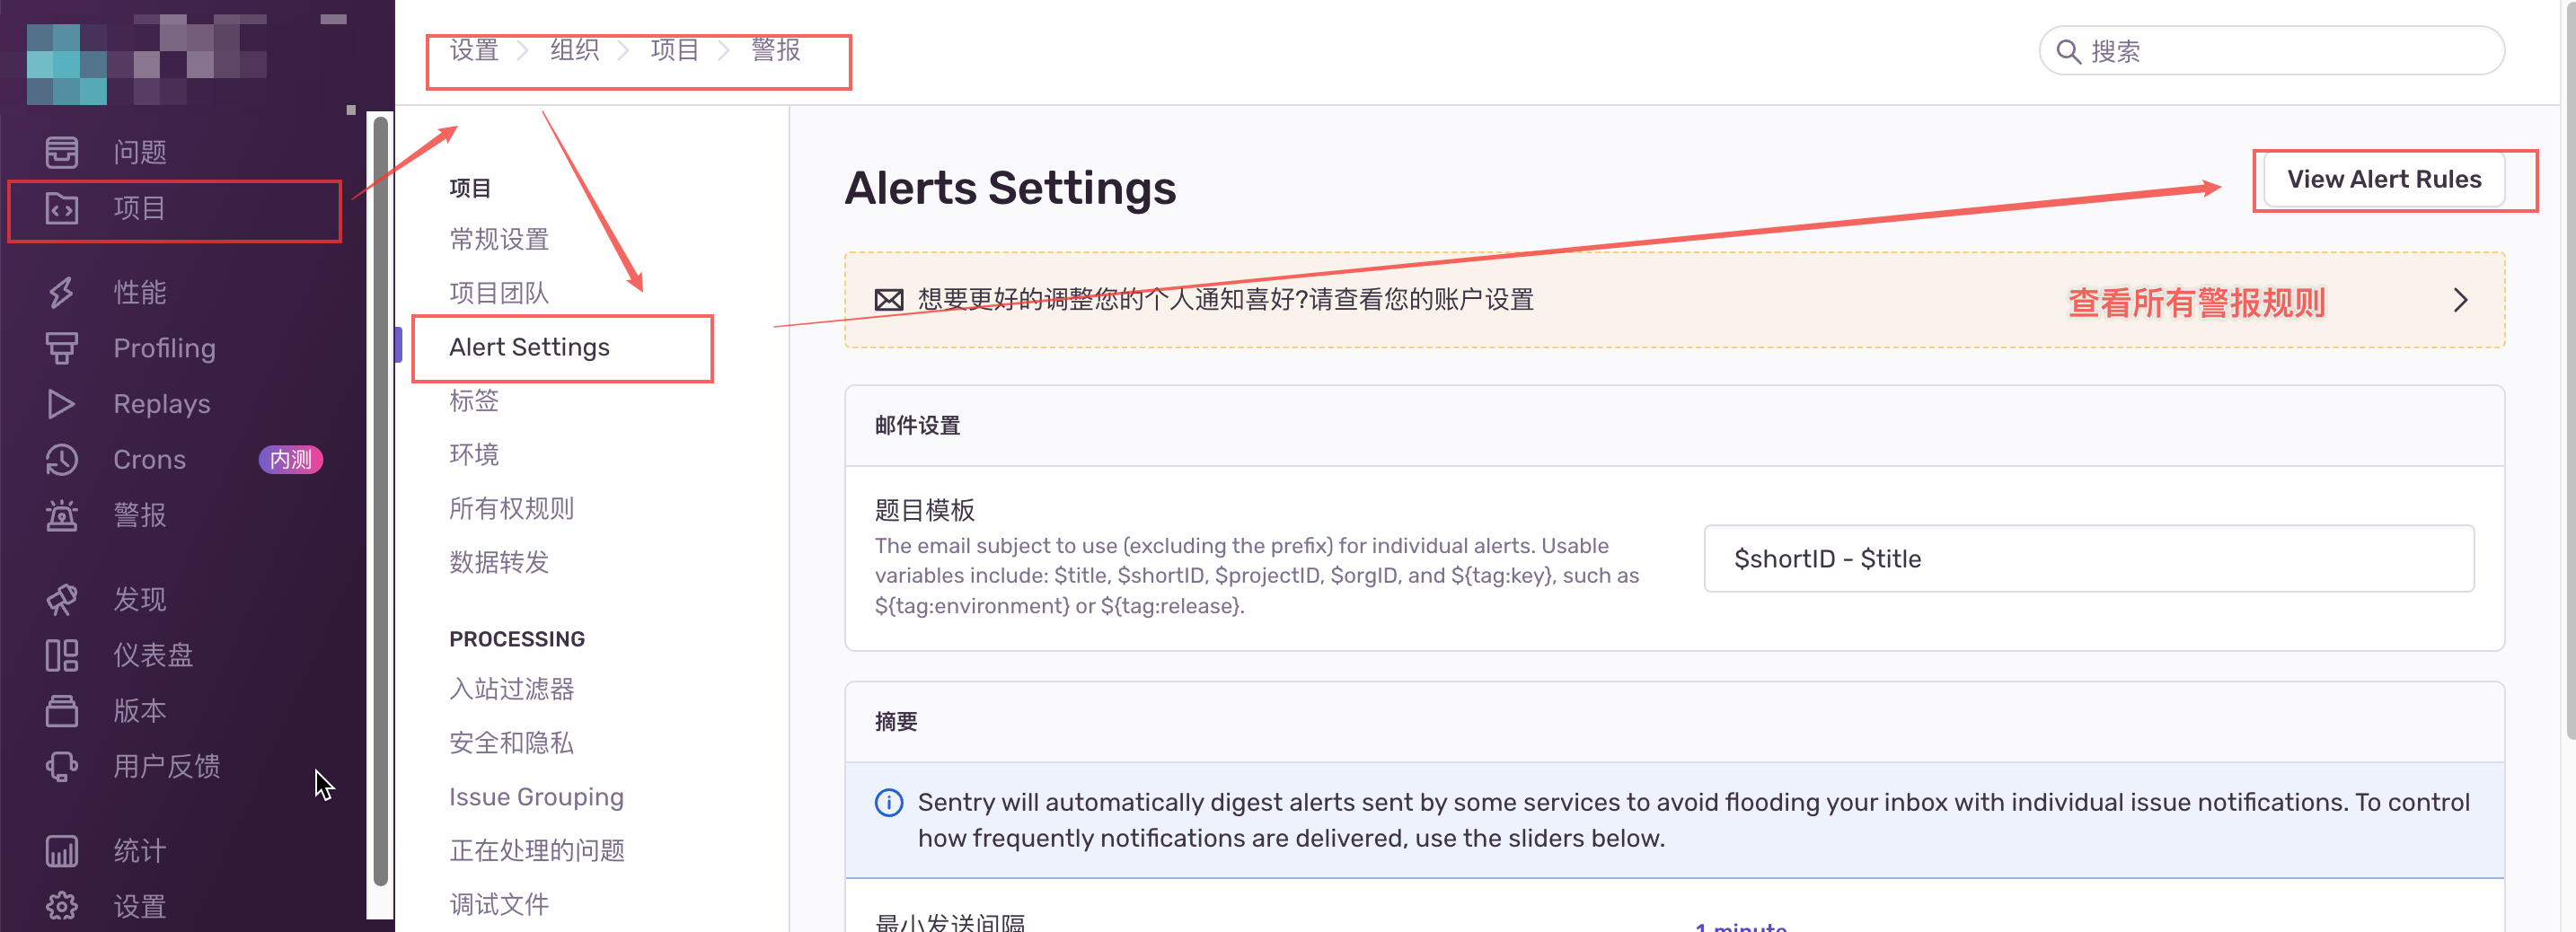 问题
项目
性能
Profiling
Replays
Crons 内测
警报
发现
仪表盘
版本
用户反馈
统计
设置
设置 组织 项目 警报
搜索
项目
常规设置
项目团队
Alert Settings
标签
环境
所有权规则
数据转发
PROCESSING
入站过滤器
安全和隐私
Issue Grouping
正在处理的问题
调试文件
Alerts Settings
View Alert Rules
想要更好的调整您的个人通知喜好?请查看您的账户设置
查看所有警报规则
邮件设置
题目模板
The email subject to use (excluding the prefix) for individual alerts. Usable
variables include: $title, $shortID, $projectID, $orgID, and ${tag:key}, such as
${tag:environment} or ${tag:release}.
$shortID - $title
摘要
Sentry will automatically digest alerts sent by some services to avoid flooding your inbox with individual issue notifications. To control
how frequently notifications are delivered, use the sliders below.
最小发送间隔
1 minute